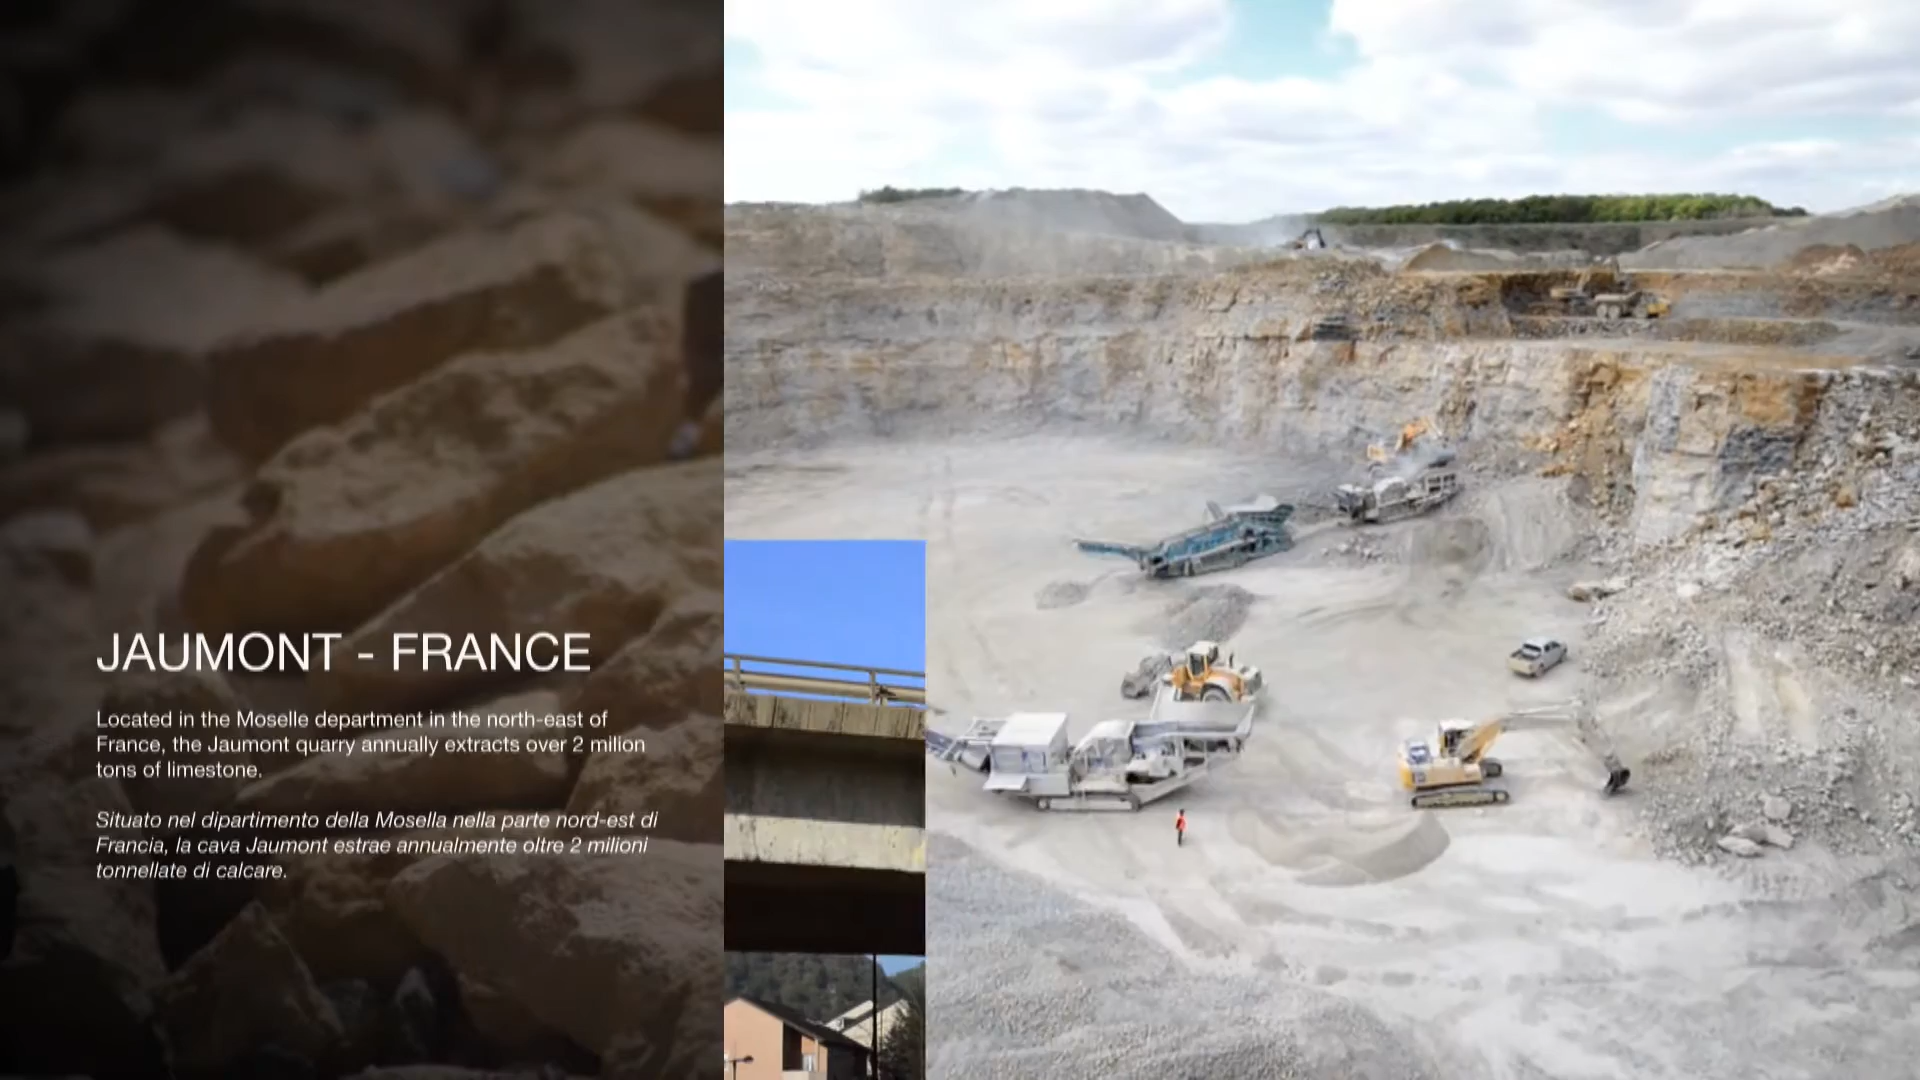 JAUMONT - FRANCE
Located in the Moselle department in the north-east of
France, the Jaumont quarry annually extracts over 2 milion
tons of limestone.
Situato nel dipartimento della Mosella nella parte nord-est di
Francia, la cava Jaumont estrae annualmente oltre 2 milioni
tonnellate di calcare.